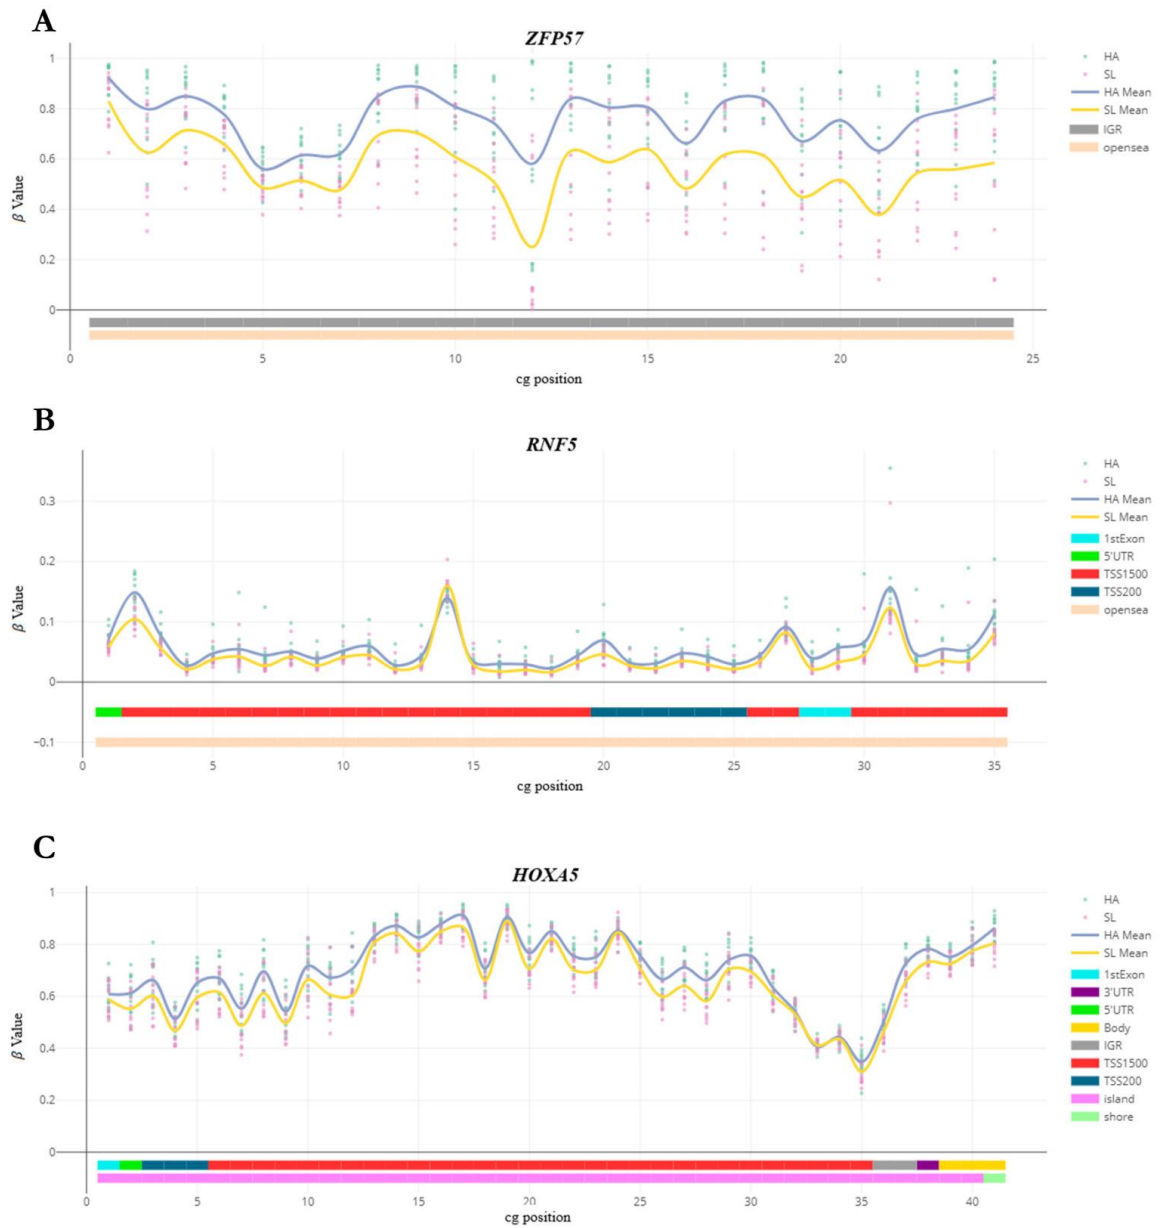 A
ZFP57
β Value
1
0.8
0.6
0.4
0.2
0
0 5 10 15 20 25
cg position
HA
SL
HA Mean
SL Mean
IGR
opensea
B
RNF5
β Value
0.3
0.2
0.1
0
−0.1
0 5 10 15 20 25 30 35
cg position
HA
SL
HA Mean
SL Mean
1stExon
5'UTR
TSS1500
TSS200
opensea
C
HOXA5
β Value
1
0.8
0.6
0.4
0.2
0
0 5 10 15 20 25 30 35 40
cg position
HA
SL
HA Mean
SL Mean
1stExon
3'UTR
5'UTR
Body
IGR
TSS1500
TSS200
island
shore